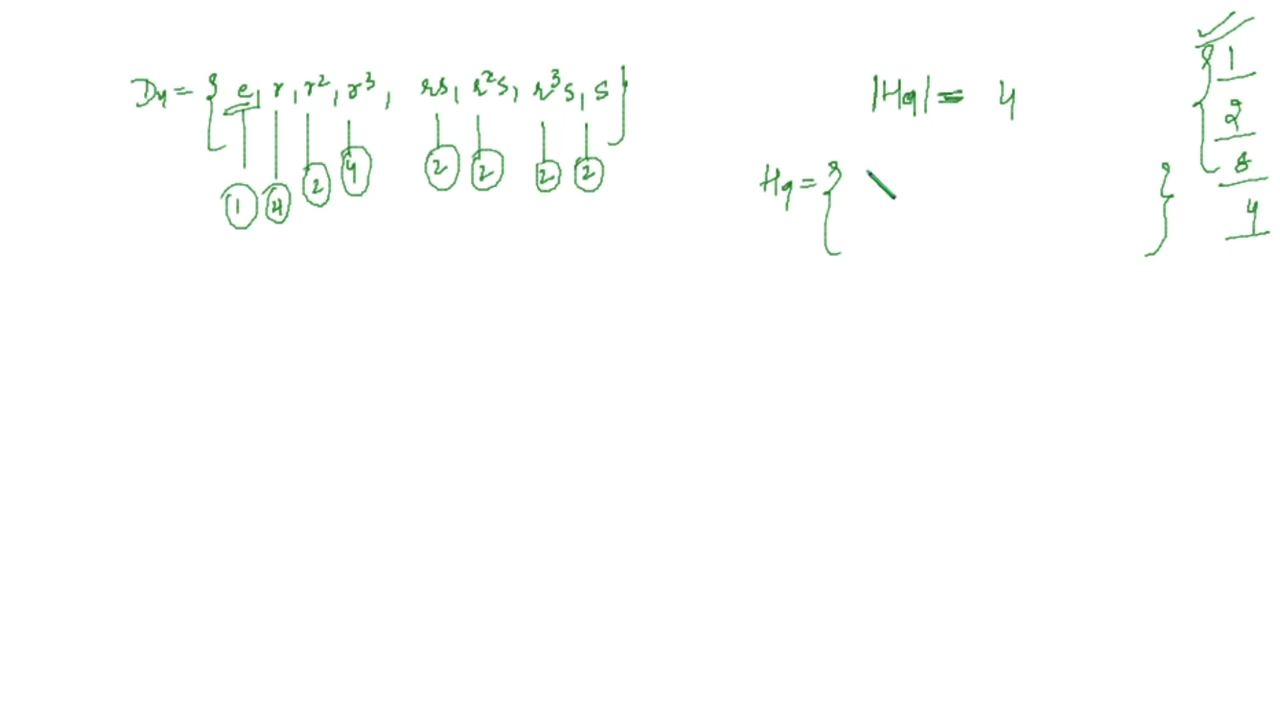 D4 = { e, r, r², r³, rs, r²s, r³s, s }
1 4 2 4 2 2 2 2
|H9| = 4
H9 = { }
{ 1
2
8
4